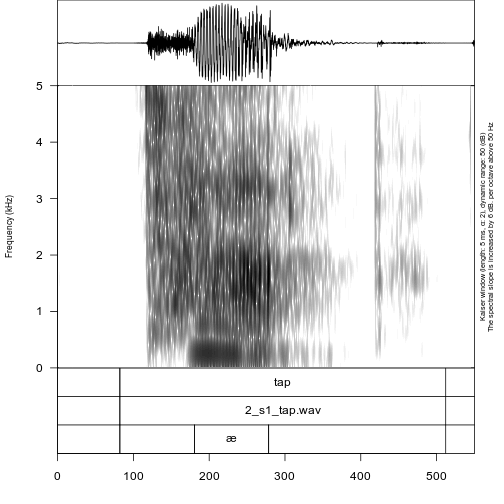 5
4
3
2
1
0
Frequency (kHz)
Kaiser window (length: 5 ms, α: 2), dynamic range: 50 (dB)
The spectral slope is increased by 6 dB. per octave above 50 Hz
tap
2_s1_tap.wav
æ
0 100 200 300 400 500